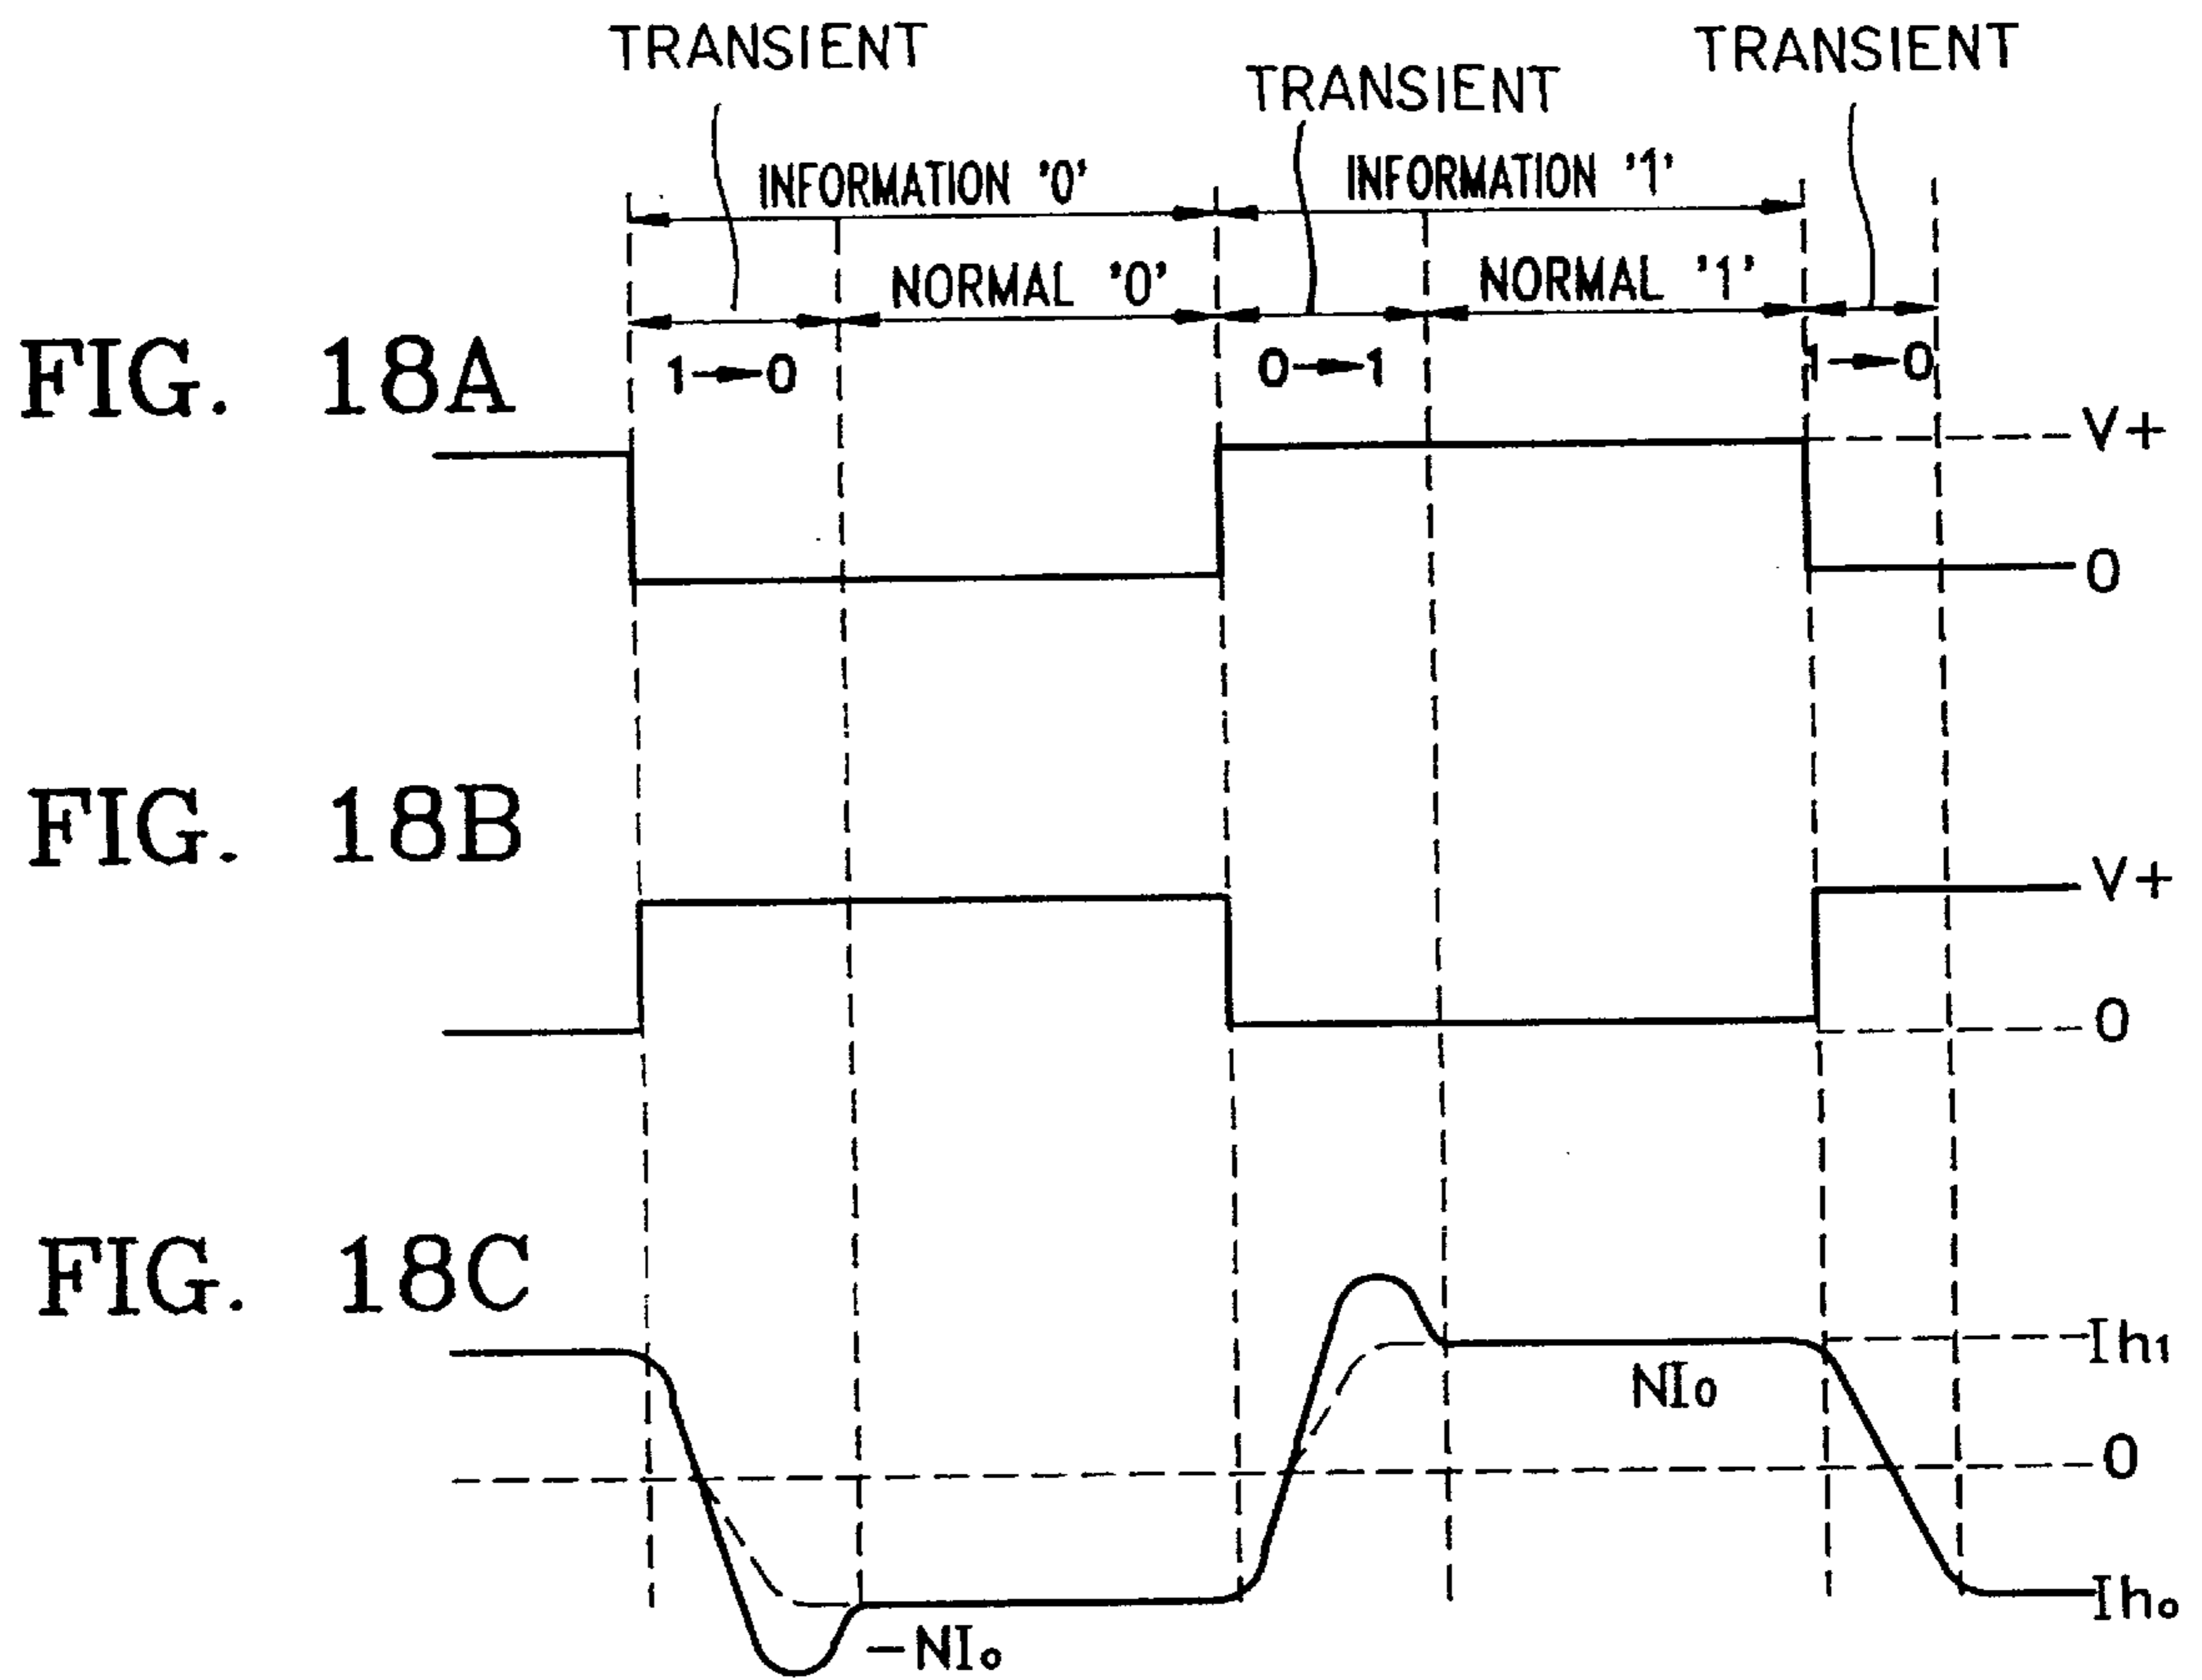 TRANSIENT
TRANSIENT
TRANSIENT
INFORMATION '0'
INFORMATION '1'
NORMAL '0'
NORMAL '1'
FIG. 18A
1→0
0→1
1→0
V+
0
FIG. 18B
V+
0
FIG. 18C
Ih₁
NI₀
0
Ih₀
−NI₀